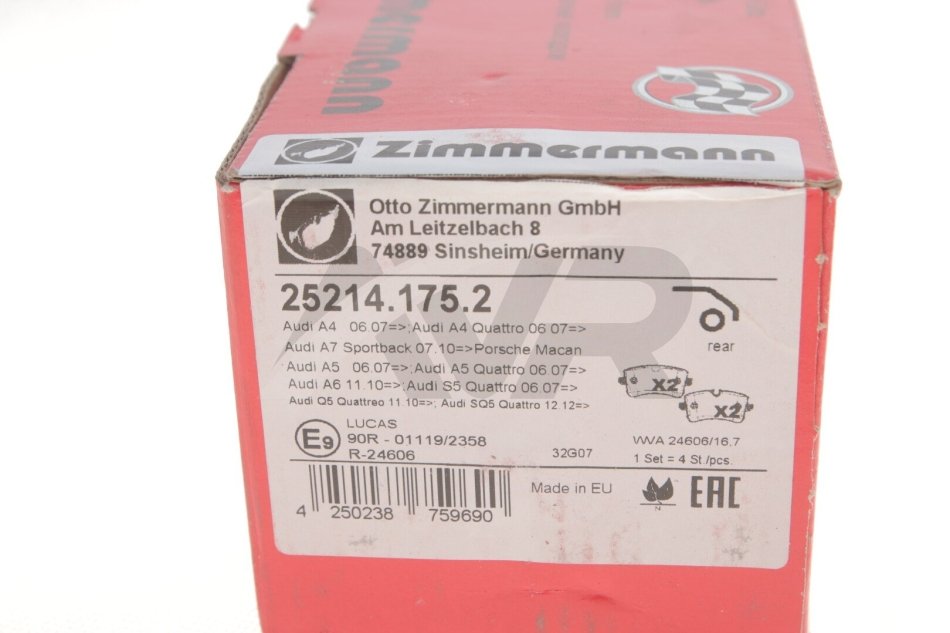 Zimmermann
Zimmermann
Otto Zimmermann GmbH
Am Leitzelbach 8
74889 Sinsheim/Germany
25214.175.2
Audi A4 06.07=>;Audi A4 Quattro 06.07=>
Audi A7 Sportback 07.10=>Porsche Macan
Audi A5 06.07=>;Audi A5 Quattro 06.07=>
Audi A6 11.10=>;Audi S5 Quattro 06.07=>
Audi Q5 Quattreo 11.10=>; Audi SQ5 Quattro 12.12=>
rear
X2
X2
E9
LUCAS
90R - 01119/2358
R-24606
32G07
WVA 24606/16.7
1 Set = 4 St./pcs.
Made in EU
N
EAC
4 250238 759690